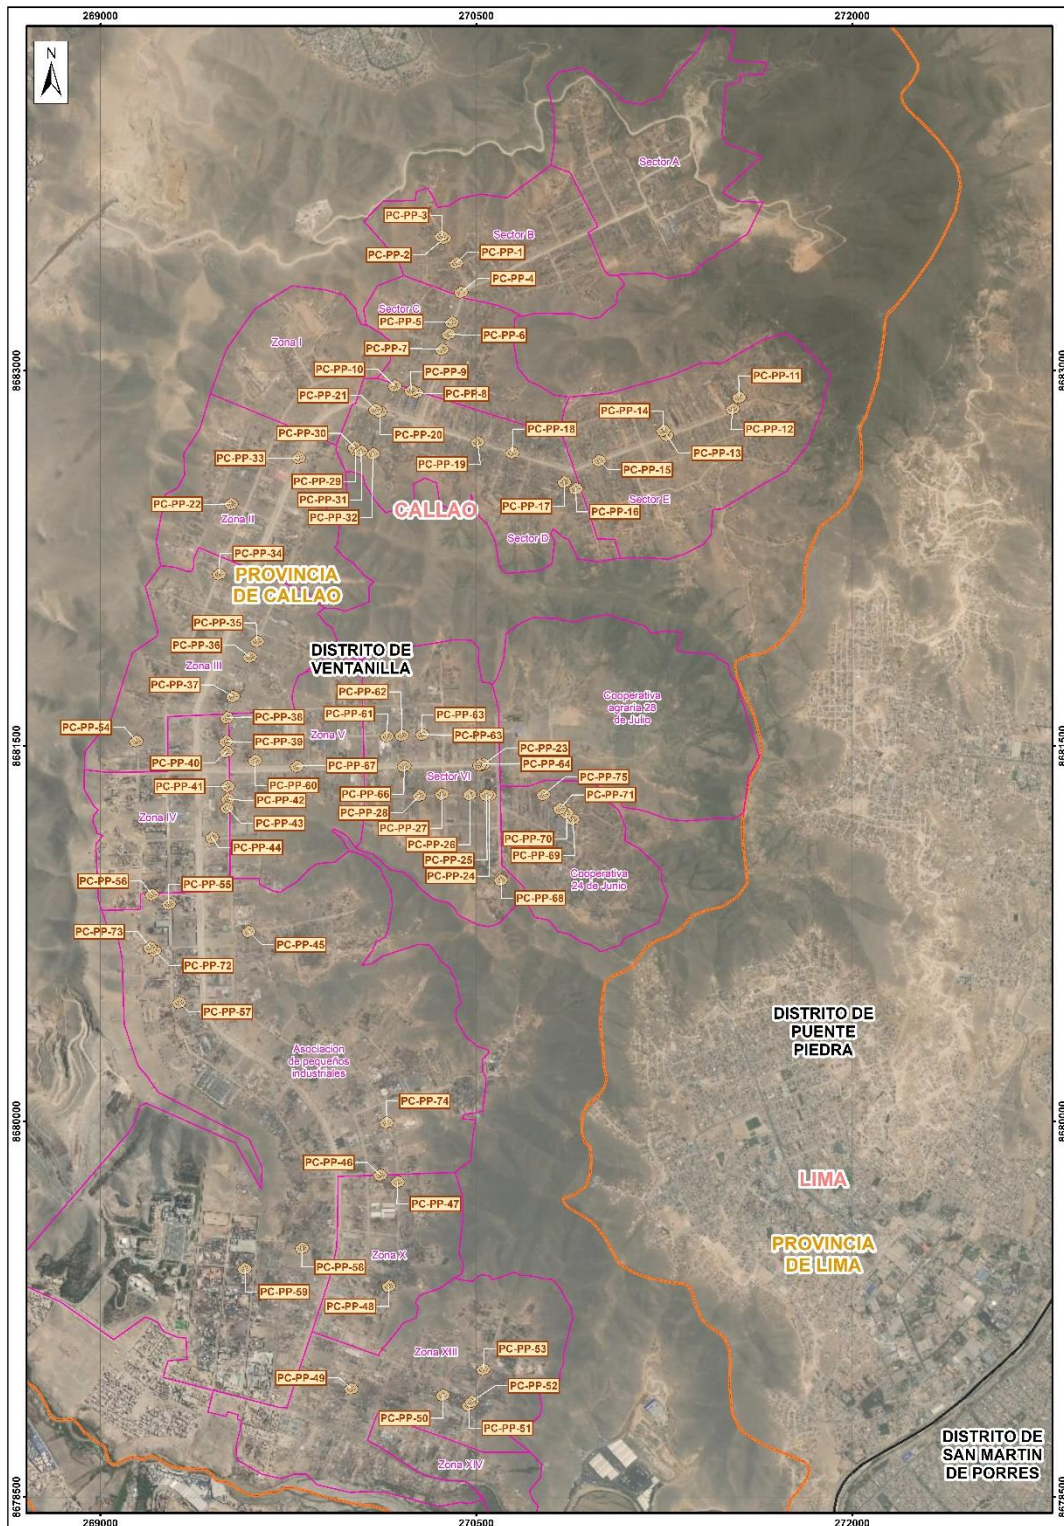 269000
270500
272000
N
Sector A
PC-PP-3
Sector B
PC-PP-2
PC-PP-1
PC-PP-4
Sector C
PC-PP-5
PC-PP-6
Zona I
PC-PP-7
8683000
8683000
PC-PP-10
PC-PP-9
PC-PP-11
PC-PP-21
PC-PP-8
PC-PP-14
PC-PP-30
PC-PP-20
PC-PP-18
PC-PP-12
PC-PP-33
PC-PP-19
PC-PP-13
PC-PP-29
PC-PP-15
PC-PP-31
PC-PP-17
Sector E
PC-PP-22
CALLAO
PC-PP-16
Zona II
PC-PP-32
Sector D
PC-PP-34
PROVINCIA
DE CALLAO
PC-PP-35
PC-PP-36
DISTRITO DE
VENTANILLA
Zona III
PC-PP-37
PC-PP-62
Cooperativa
agraria 28
de Julio
PC-PP-54
PC-PP-38
PC-PP-61
PC-PP-63
Zona V
PC-PP-63
8681500
8681500
PC-PP-39
PC-PP-23
PC-PP-40
PC-PP-67
PC-PP-64
PC-PP-41
PC-PP-60
Sector VI
PC-PP-75
PC-PP-42
PC-PP-66
PC-PP-71
Zona IV
PC-PP-43
PC-PP-28
PC-PP-27
PC-PP-70
PC-PP-44
PC-PP-26
PC-PP-69
PC-PP-25
PC-PP-24
Cooperativa
24 de Junio
PC-PP-56
PC-PP-55
PC-PP-68
PC-PP-73
PC-PP-45
PC-PP-72
PC-PP-57
DISTRITO DE
PUENTE
PIEDRA
Asociacion
de pequeños
industriales
PC-PP-74
8680000
8680000
PC-PP-46
PC-PP-47
LIMA
PROVINCIA
DE LIMA
Zona X
PC-PP-58
PC-PP-59
PC-PP-48
Zona XIII
PC-PP-53
PC-PP-49
PC-PP-52
PC-PP-50
PC-PP-51
DISTRITO DE
SAN MARTIN
DE PORRES
Zona XIV
8678500
8678500
269000
270500
272000